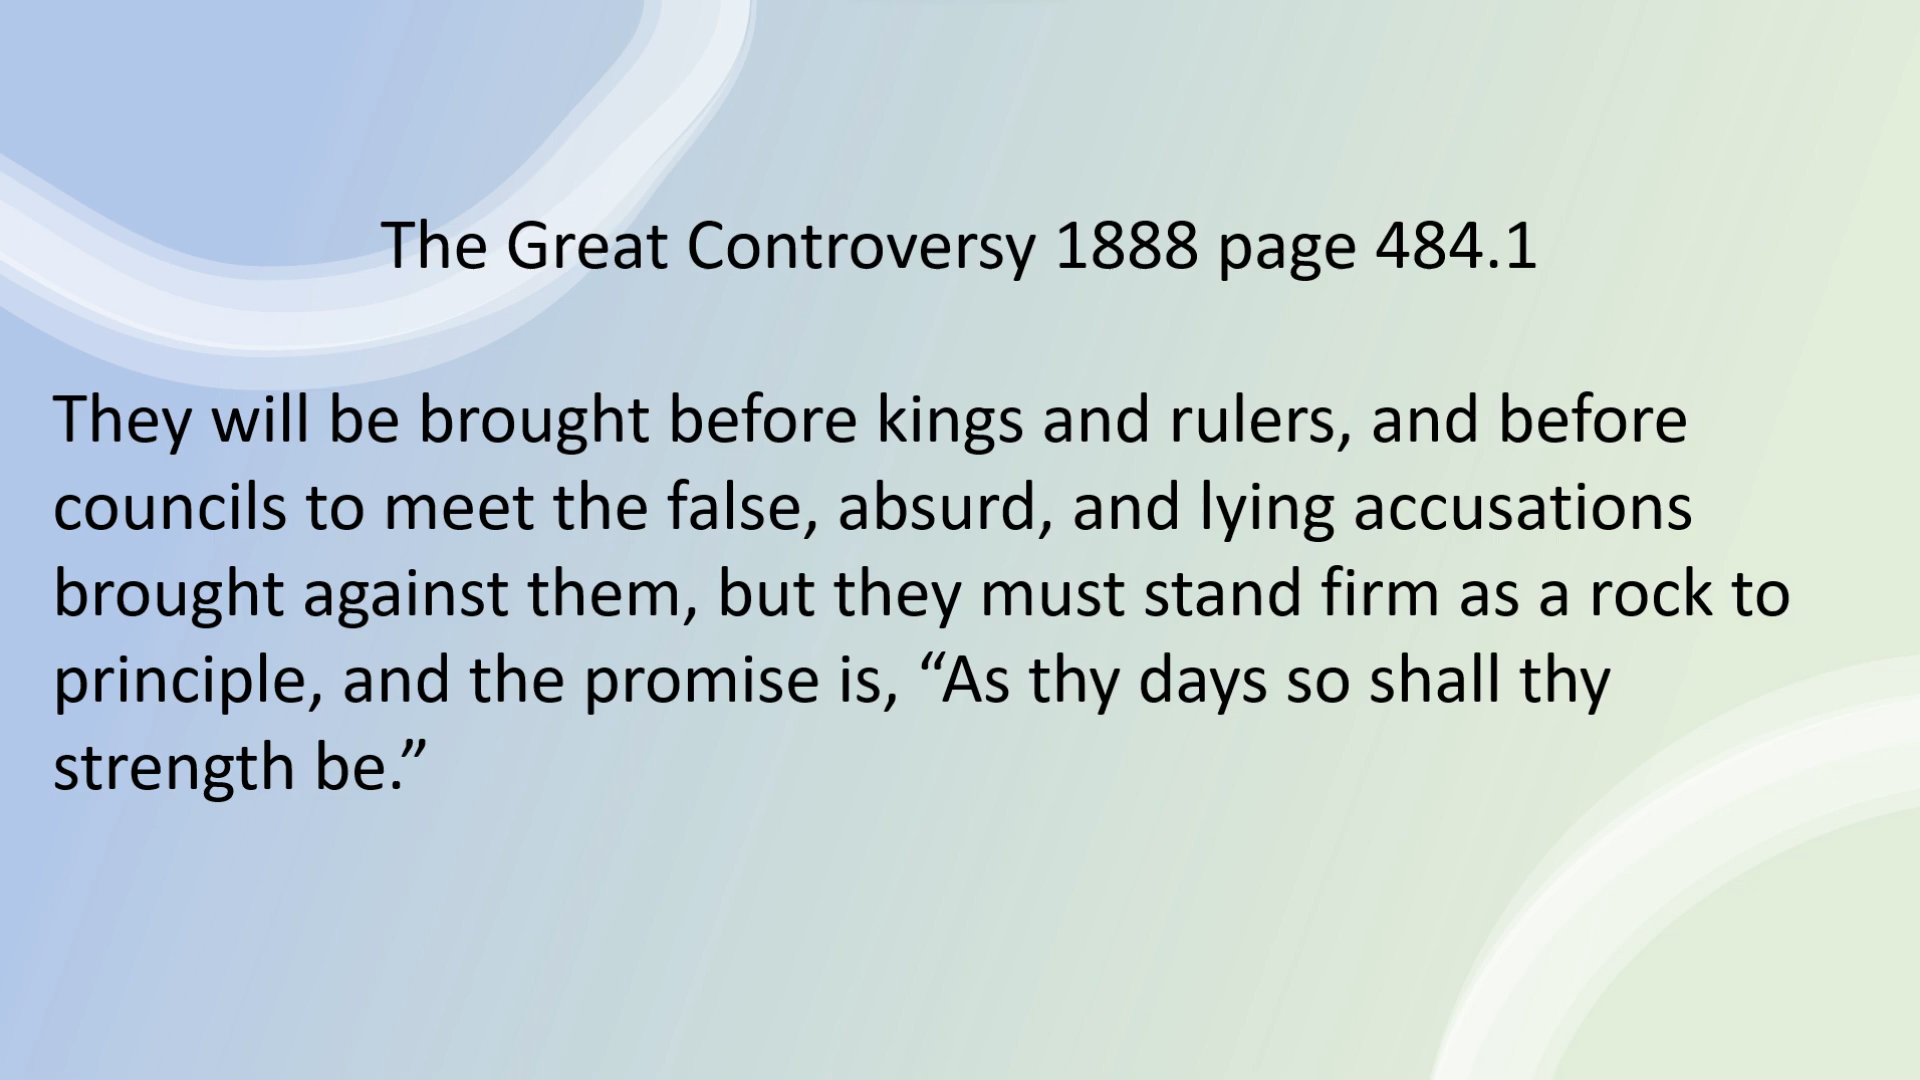 The Great Controversy 1888 page 484.1
They will be brought before kings and rulers, and before
councils to meet the false, absurd, and lying accusations
brought against them, but they must stand firm as a rock to
principle, and the promise is, “As thy days so shall thy
strength be.”